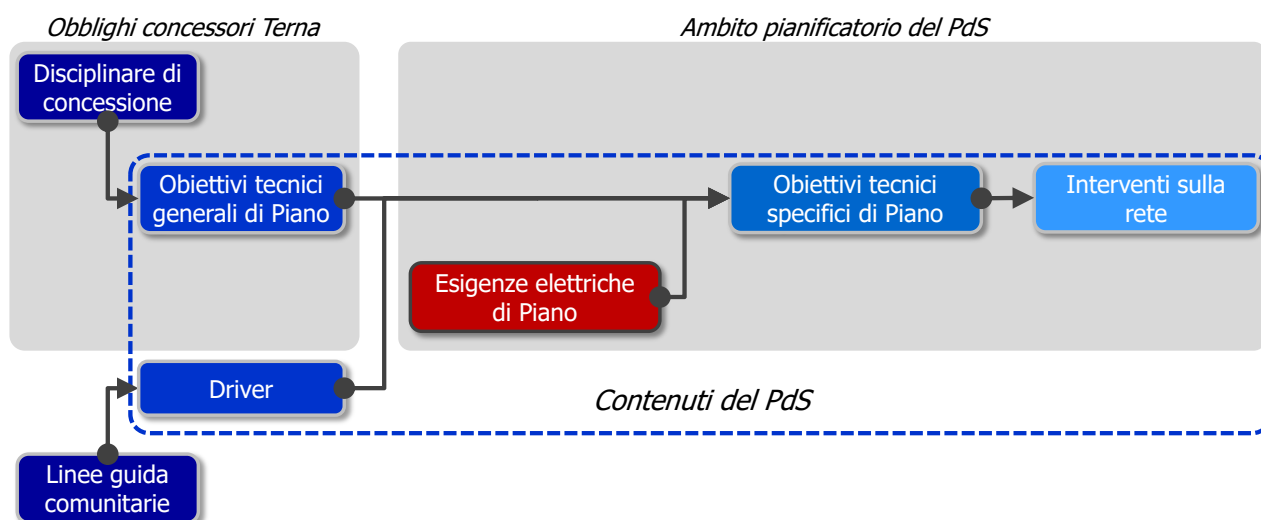 Obblighi concessori Terna
Ambito pianificatorio del PdS
Disciplinare di
concessione
Obiettivi tecnici
generali di Piano
Obiettivi tecnici
specifici di Piano
Interventi sulla
rete
Esigenze elettriche
di Piano
Driver
Contenuti del PdS
Linee guida
comunitarie